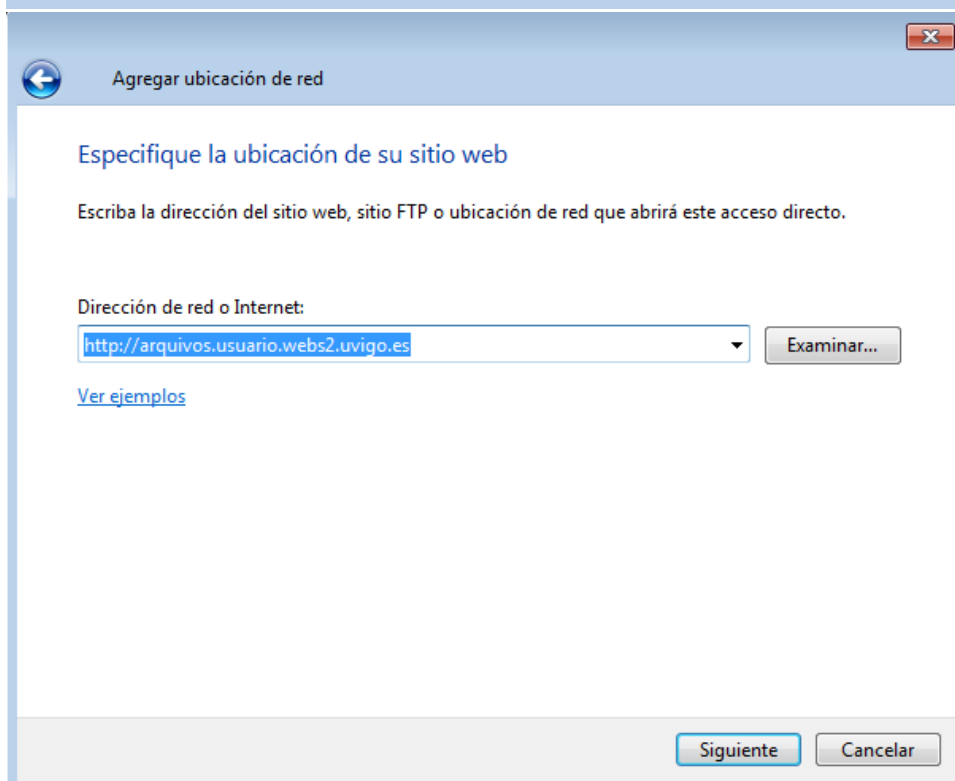 Agregar ubicación de red
Especifique la ubicación de su sitio web
Escriba la dirección del sitio web, sitio FTP o ubicación de red que abrirá este acceso directo.
Dirección de red o Internet:
http://arquivos.usuario.webs2.uvigo.es
Examinar...
Ver ejemplos
Siguiente
Cancelar